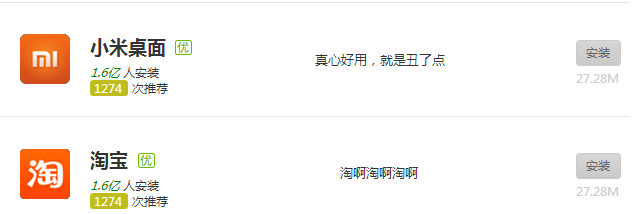 mi
小米桌面 优
1.6亿 人安装
1274 次推荐
真心好用，就是丑了点
安装
27.28M
淘
淘宝 优
1.6亿 人安装
1274 次推荐
淘啊淘啊淘啊
安装
27.28M